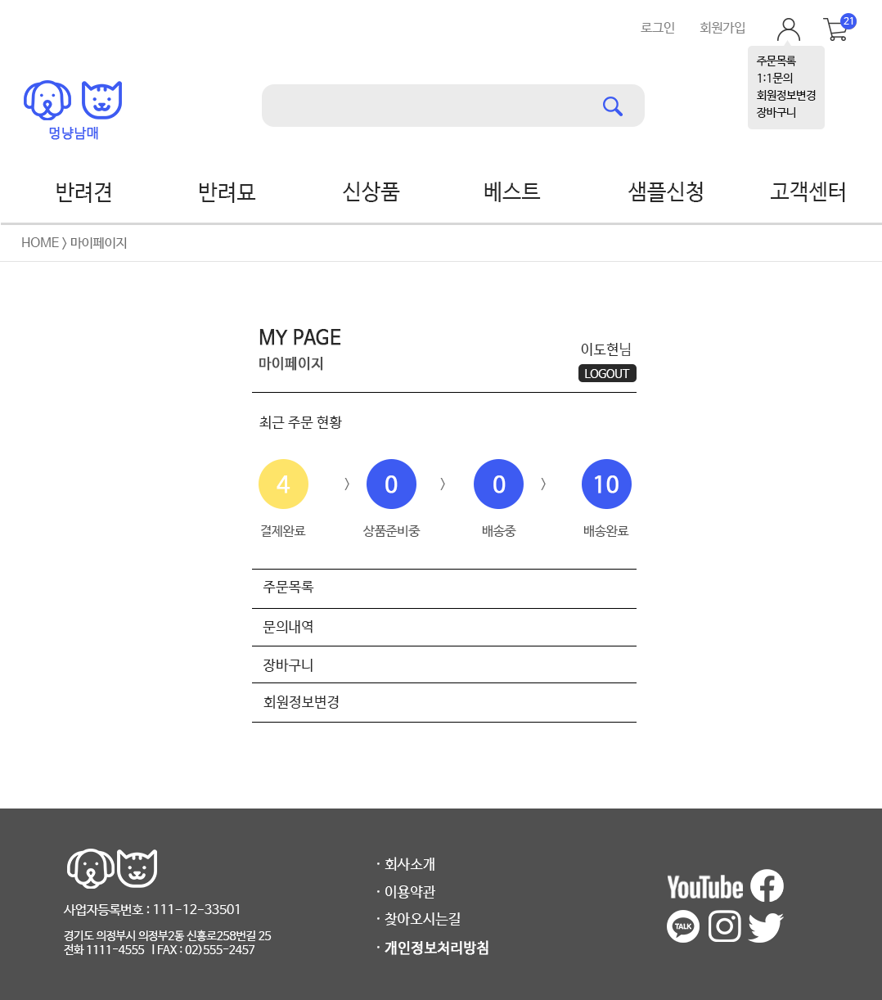 로그인 회원가입 21
주문목록
1:1문의
회원정보변경
장바구니
멍냥남매
반려견 반려묘 신상품 베스트 샘플신청 고객센터
HOME > 마이페이지
MY PAGE
마이페이지
이도현님
LOGOUT
최근 주문 현황
4 > 0 > 0 > 10
결제완료 상품준비중 배송중 배송완료
주문목록
문의내역
장바구니
회원정보변경
사업자등록번호 : 111-12-33501
경기도 의정부시 의정부2동 신흥로258번길 25
전화 1111-4555 | FAX : 02)555-2457
· 회사소개
· 이용약관
· 찾아오시는길
· 개인정보처리방침
YouTube
TALK